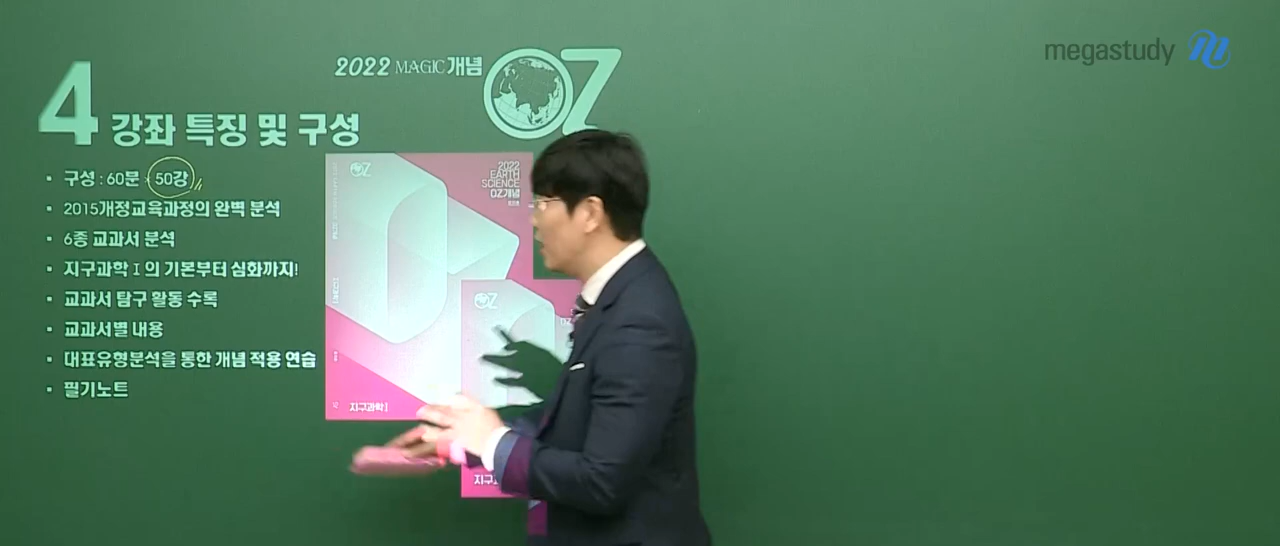 megastudy
2022 MAGIC개념 OZ
4 강좌 특징 및 구성
▪ 구성 : 60분 × 50강
▪ 2015개정교육과정의 완벽 분석
▪ 6종 교과서 분석
▪ 지구과학 I 의 기본부터 심화까지!
▪ 교과서 탐구 활동 수록
▪ 교과서별 내용
▪ 대표유형분석을 통한 개념 적용 연습
▪ 필기노트
OZ
2022
EARTH
SCIENCE
OZ개념
지구과학 I
OZ
OZ